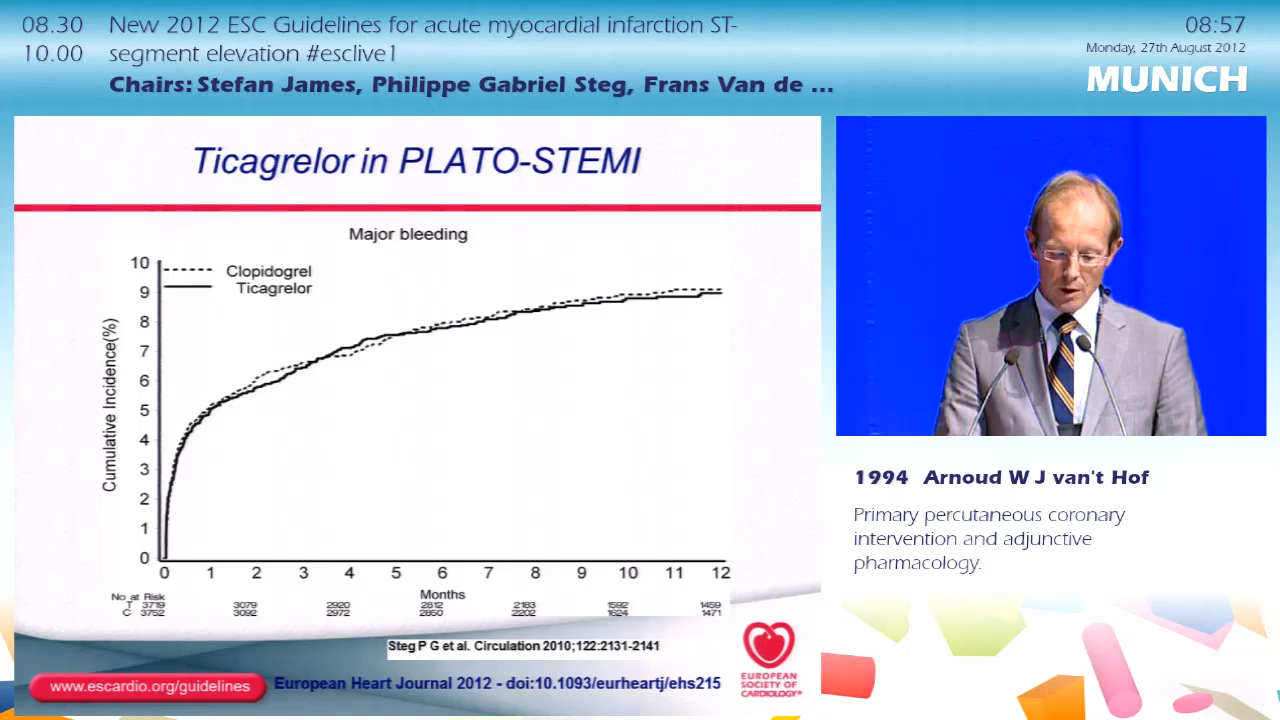 08.30 New 2012 ESC Guidelines for acute myocardial infarction ST-
10.00 segment elevation #esclive1
Chairs: Stefan James, Philippe Gabriel Steg, Frans Van de ...
08:57
Monday, 27th August 2012
MUNICH
Ticagrelor in PLATO-STEMI
Major bleeding
Clopidogrel
Ticagrelor
Cumulative Incidence(%)
10
9
8
7
6
5
4
3
2
1
0
0 1 2 3 4 5 6 7 8 9 10 11 12
Months
No at Risk
T 3719 3079 2920 2812 2183 1592 1459
C 3752 3092 2972 2850 2202 1624 1471
Steg P G et al. Circulation 2010;122:2131-2141
www.escardio.org/guidelines
European Heart Journal 2012 - doi:10.1093/eurheartj/ehs215
EUROPEAN
SOCIETY OF
CARDIOLOGY®
1994 Arnoud W J van't Hof
Primary percutaneous coronary
intervention and adjunctive
pharmacology.